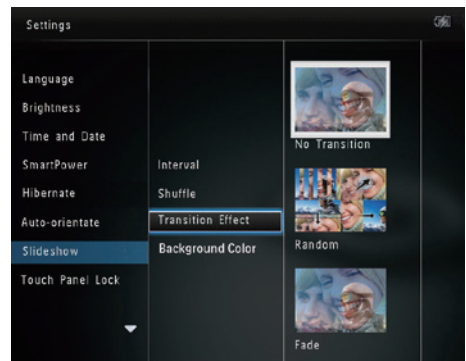 Settings
Language
Brightness
Time and Date
SmartPower
Hibernate
Auto-orientate
Slideshow
Touch Panel Lock
Interval
Shuffle
Transition Effect
Background Color
No Transition
Random
Fade